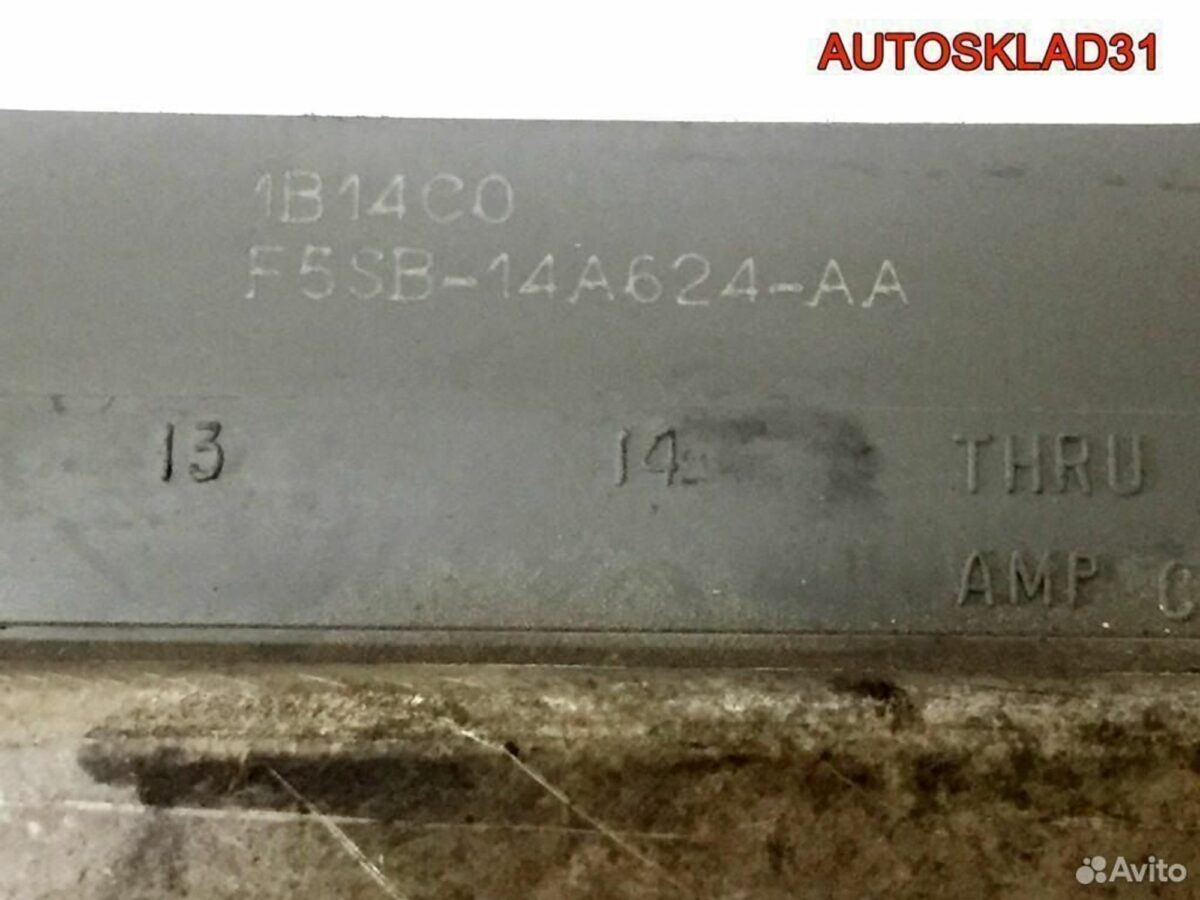 AUTOSKLAD31
1B14C0
F5SB-14A624-AA
13 14 THRU
AMP C
Avito